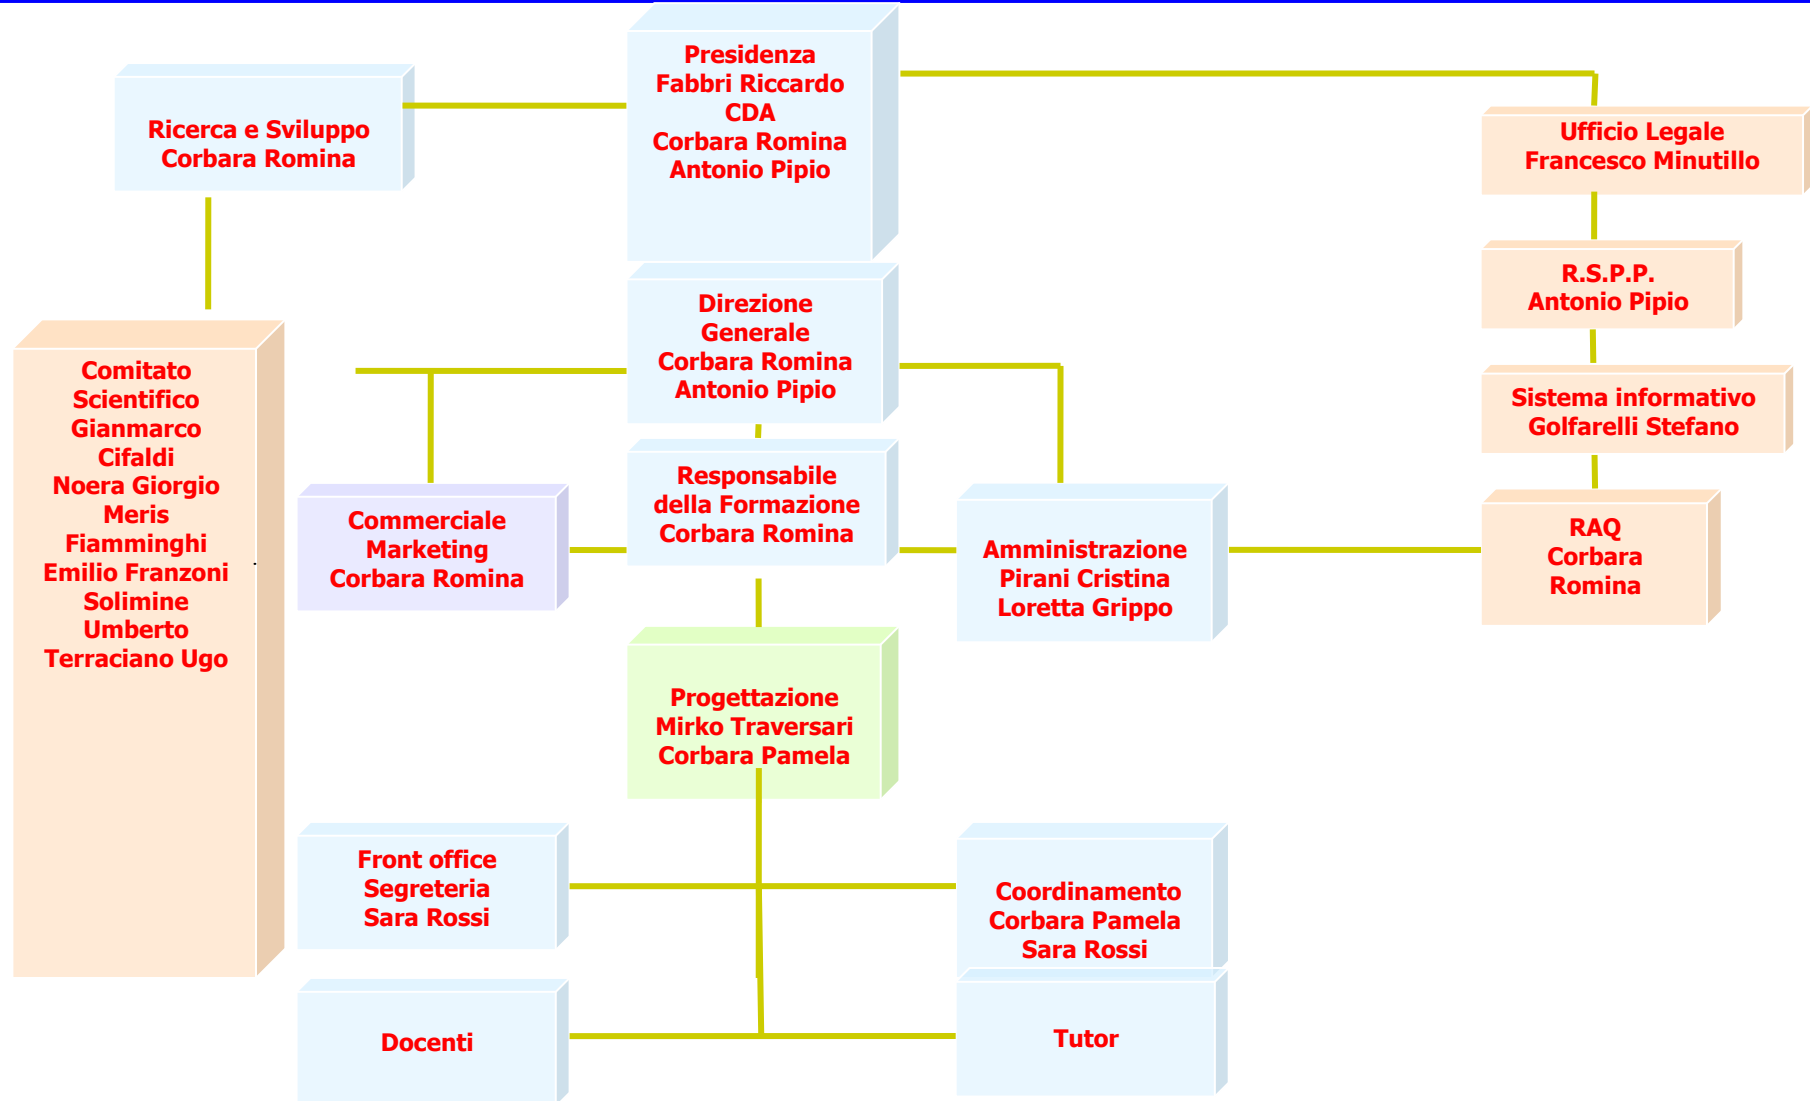 Presidenza
Fabbri Riccardo
CDA
Corbara Romina
Antonio Pipio
Ricerca e Sviluppo
Corbara Romina
Ufficio Legale
Francesco Minutillo
R.S.P.P.
Antonio Pipio
Direzione
Generale
Corbara Romina
Antonio Pipio
Comitato
Scientifico
Gianmarco
Cifaldi
Noera Giorgio
Meris
Fiamminghi
Emilio Franzoni
Solimine
Umberto
Terraciano Ugo
Sistema informativo
Golfarelli Stefano
Responsabile
della Formazione
Corbara Romina
Commerciale
Marketing
Corbara Romina
Amministrazione
Pirani Cristina
Loretta Grippo
RAQ
Corbara
Romina
Progettazione
Mirko Traversari
Corbara Pamela
Front office
Segreteria
Sara Rossi
Coordinamento
Corbara Pamela
Sara Rossi
Docenti
Tutor